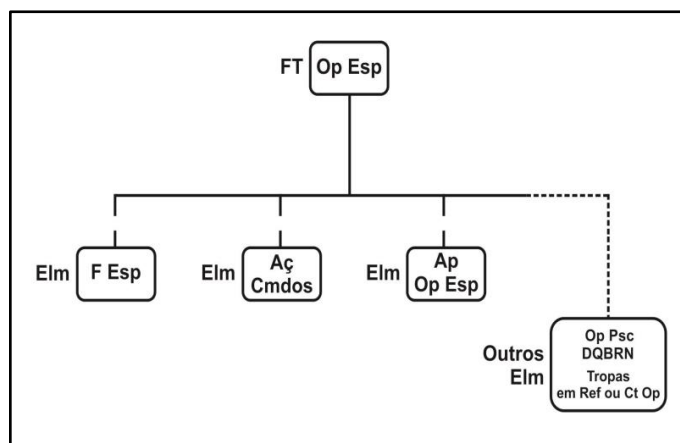 FT Op Esp
Elm F Esp
Elm Aç
Cmdos
Elm Ap
Op Esp
Outros
Elm
Op Psc
DQBRN
Tropas
em Ref ou Ct Op